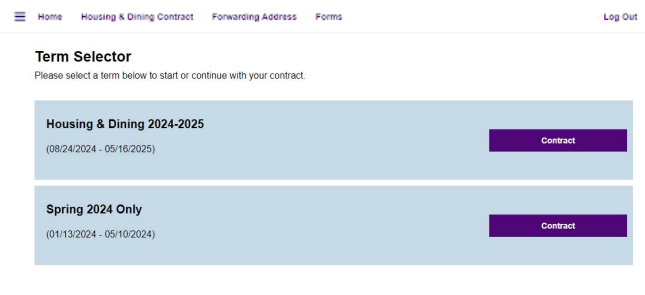 Home Housing & Dining Contract Forwarding Address Forms Log Out
Term Selector
Please select a term below to start or continue with your contract.
Housing & Dining 2024-2025
(08/24/2024 - 05/16/2025)
Contract
Spring 2024 Only
(01/13/2024 - 05/10/2024)
Contract